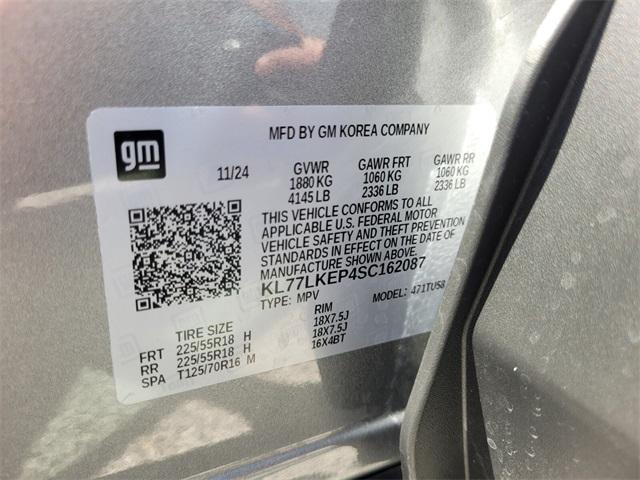 gm
MFD BY GM KOREA COMPANY
11/24 GVWR GAWR FRT GAWR RR
1880 KG 1060 KG 1060 KG
4145 LB 2336 LB 2336 LB
THIS VEHICLE CONFORMS TO ALL
APPLICABLE U.S. FEDERAL MOTOR
VEHICLE SAFETY AND THEFT PREVENTION
STANDARDS IN EFFECT ON THE DATE OF
MANUFACTURE SHOWN ABOVE.
KL77LKEP4SC162087
TYPE: MPV MODEL: 471TU58
TIRE SIZE RIM
FRT 225/55R18 H 18X7.5J
RR 225/55R18 H 18X7.5J
SPA T125/70R16 M 16X4BT